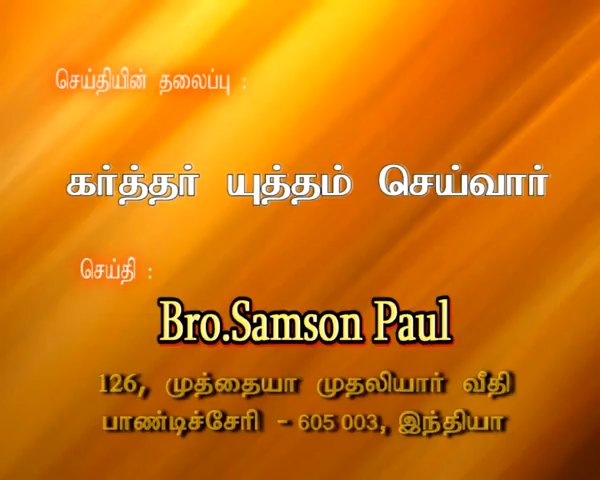 செய்தியின் தலைப்பு :
கர்த்தர் யுத்தம் செய்வார்
செய்தி :
Bro.Samson Paul
126, முத்தையா முதலியார் வீதி
பாண்டிச்சேரி - 605 003, இந்தியா